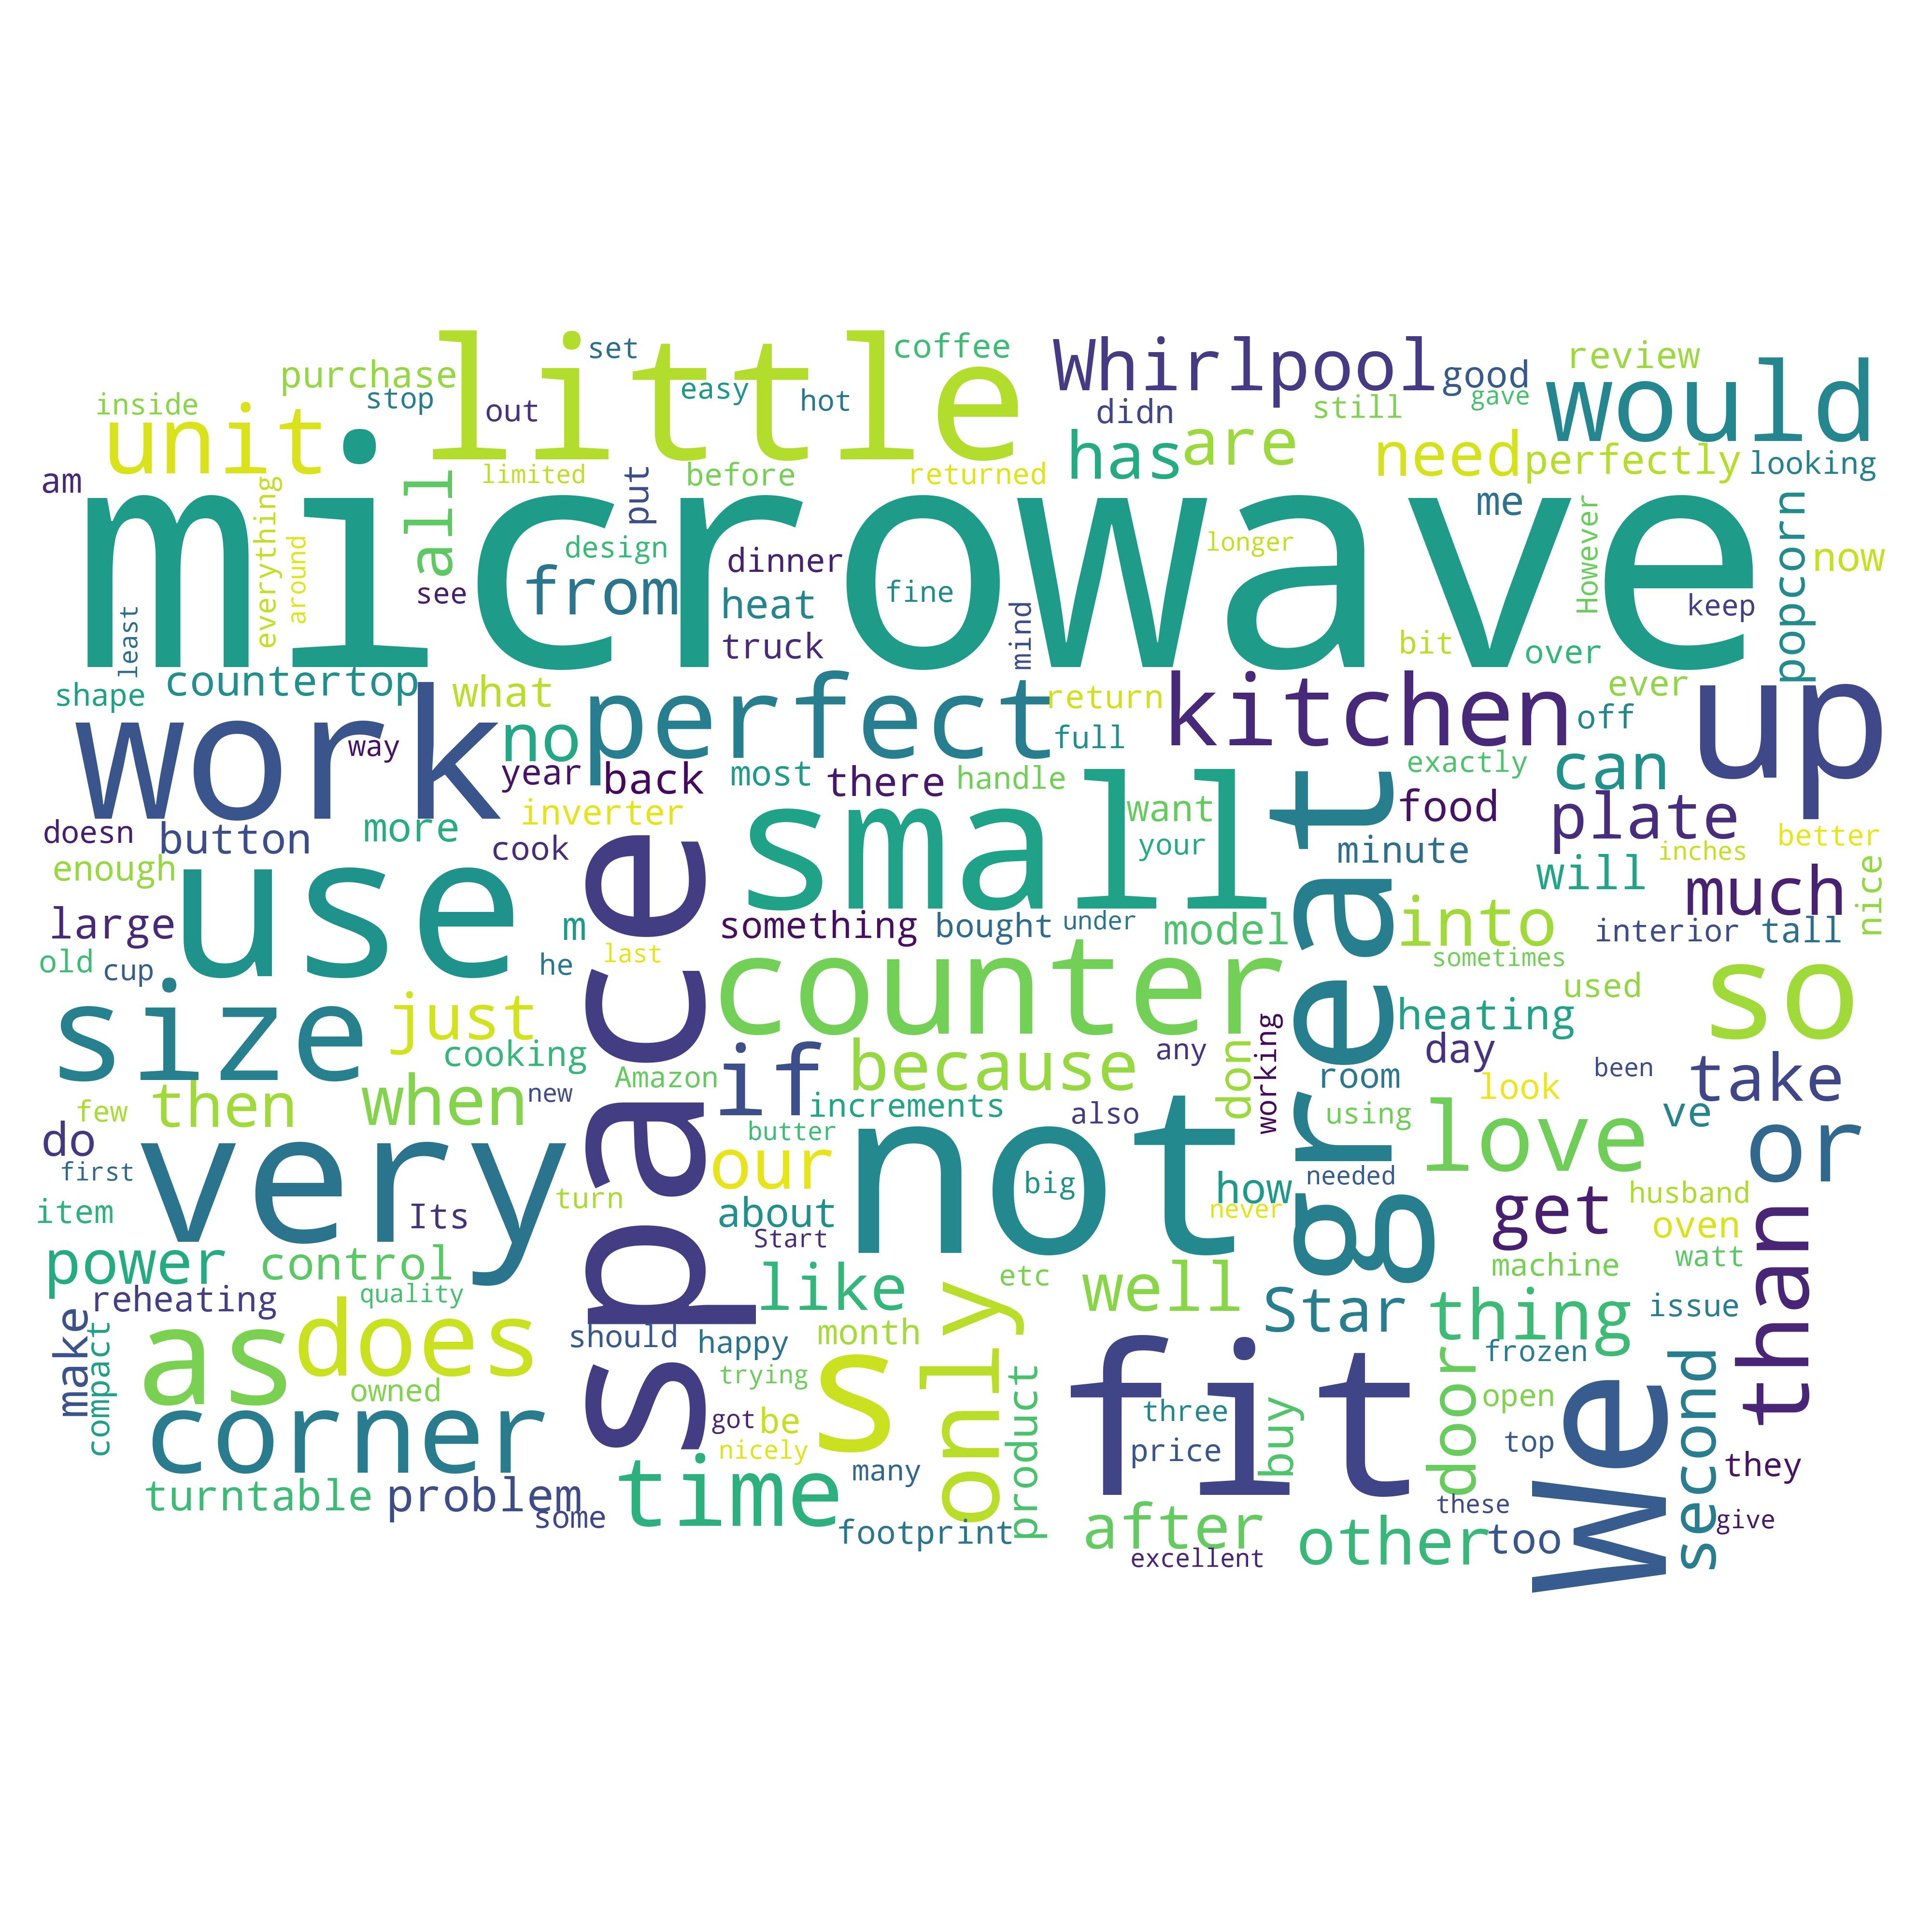 set
coffee
Whirlpool
good
review
purchase
stop
little
easy
hot
gave
would
inside
out
didn
still
unit
am
limited
before
returned
has
are
need
perfectly
looking
all
put
me
microwave
everything
around
design
dinner
longer
However
popcorn
now
see
from
heat
fine
keep
least
truck
mind
bit
over
shape
countertop
what
perfect
return
kitchen
ever
up
work
way
no
full
off
year
back
most
there
handle
exactly
can
doesn
button
more
inverter
small
want
great
food
plate
better
enough
cook
your
minute
inches
use
space
will
much
nice
large
m
something
bought
under
model
into
interior
tall
old
cup
he
last
counter
sometimes
size
just
heating
used
so
cooking
if
because
any
don
working
day
few
then
when
new
Amazon
increments
also
room
look
been
take
do
very
butter
not
using
love
ve
or
first
our
big
how
needed
get
husband
item
Its
turn
about
never
oven
than
power
control
Start
machine
watt
reheating
quality
like
etc
well
Star
thing
issue
make
compact
as
does
should
happy
month
only
frozen
owned
trying
s
product
fit
door
open
We
second
corner
got
be
three
buy
nicely
price
top
they
turntable
problem
some
time
many
these
footprint
after
other
too
give
excellent